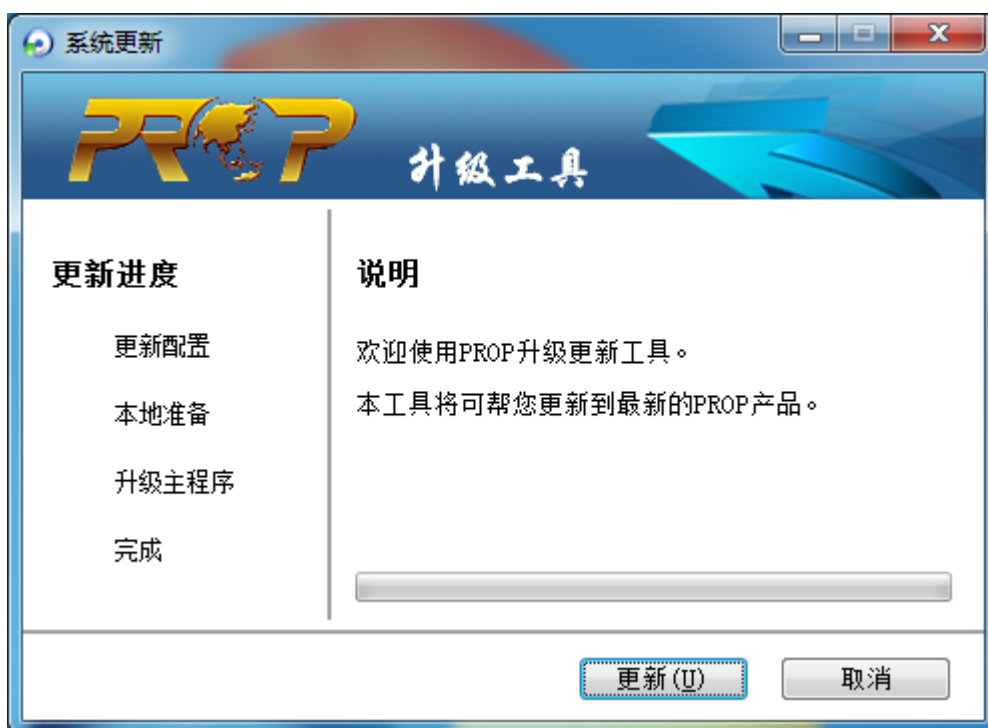 系统更新
PROP 升级工具
更新进度
更新配置
本地准备
升级主程序
完成
说明
欢迎使用PROP升级更新工具。
本工具将可帮您更新到最新的PROP产品。
更新(U)
取消